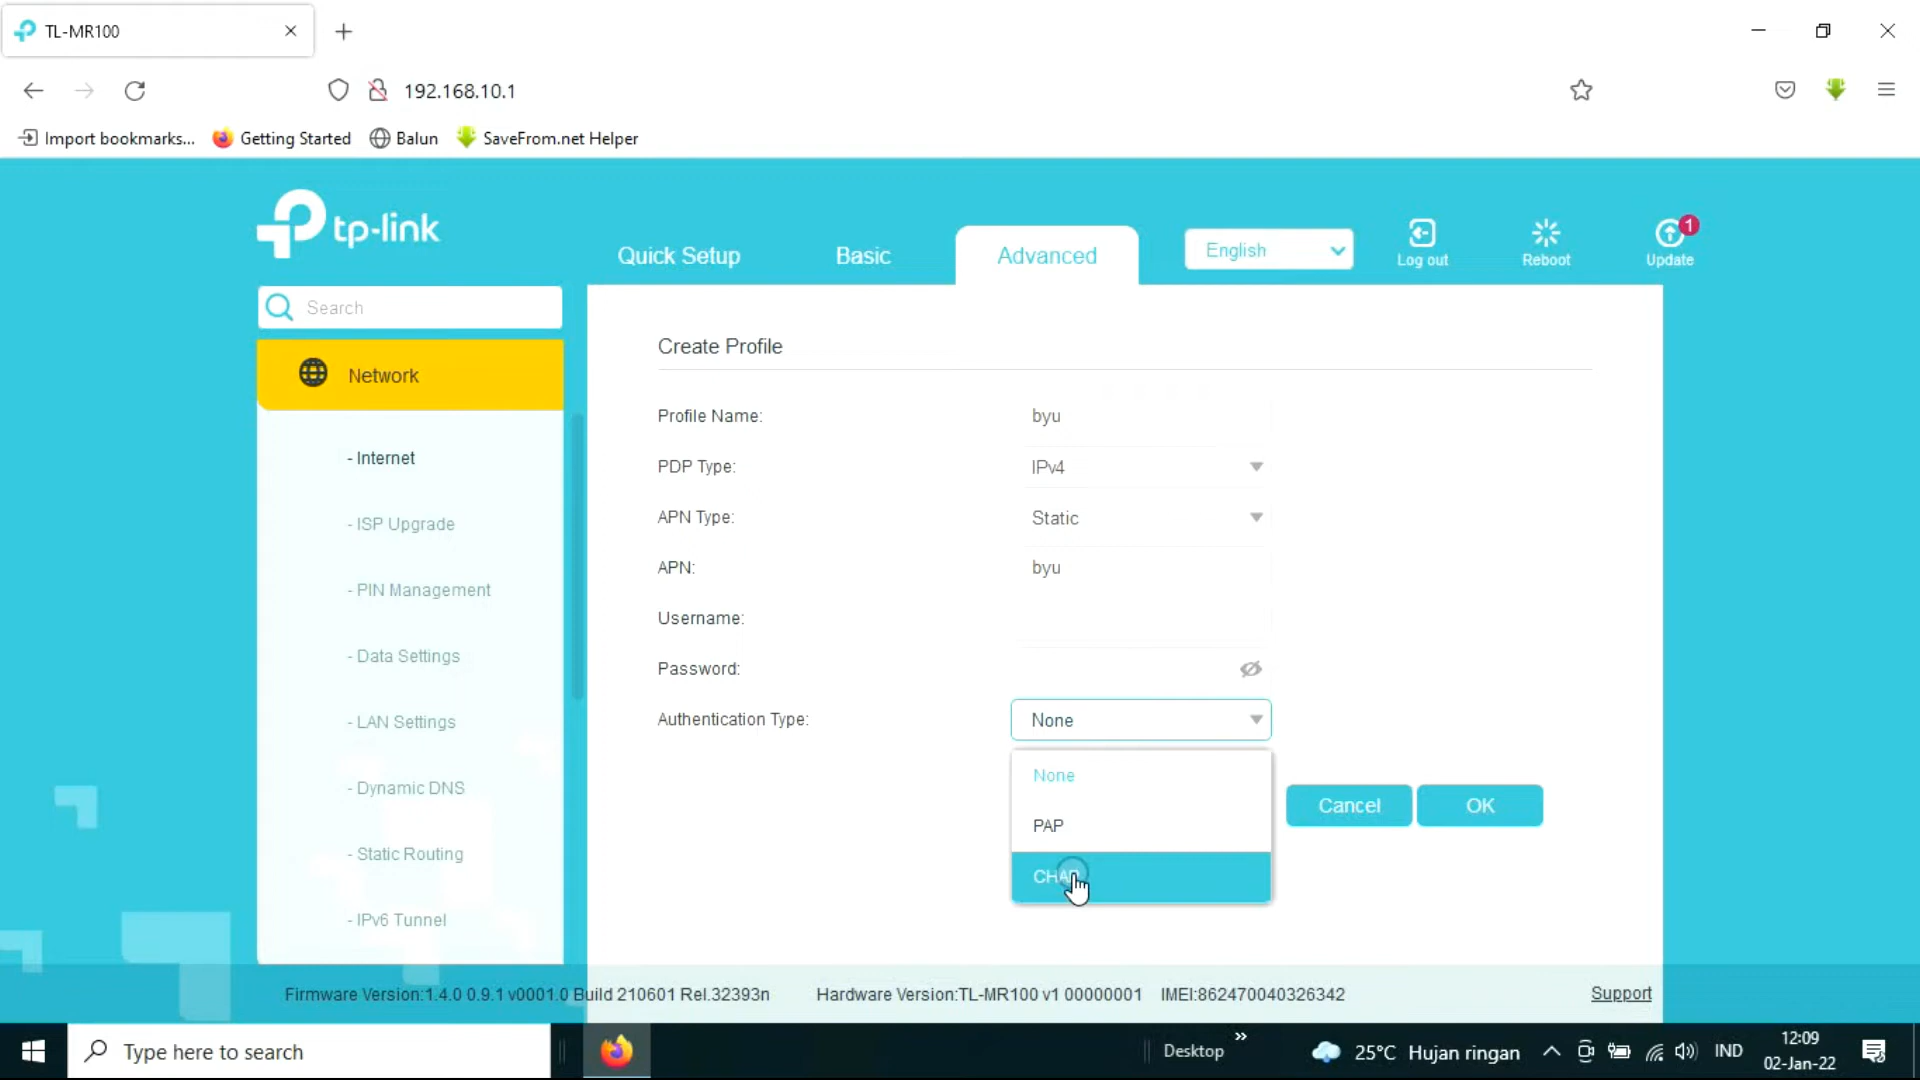 TL-MR100
192.168.10.1
Import bookmarks... Getting Started Balun SaveFrom.net Helper
tp-link
Quick Setup Basic Advanced English Log out Reboot Update 1
Search
Network
- Internet
- ISP Upgrade
- PIN Management
- Data Settings
- LAN Settings
- Dynamic DNS
- Static Routing
- IPv6 Tunnel
Create Profile
Profile Name: byu
PDP Type: IPv4
APN Type: Static
APN: byu
Username:
Password:
Authentication Type: None
None
PAP
CHAP
Cancel OK
Firmware Version:1.4.0 0.9.1 v0001.0 Build 210601 Rel.32393n Hardware Version:TL-MR100 v1 00000001 IMEI:862470040326342 Support
Type here to search Desktop 25°C Hujan ringan IND 12:09
02-Jan-22